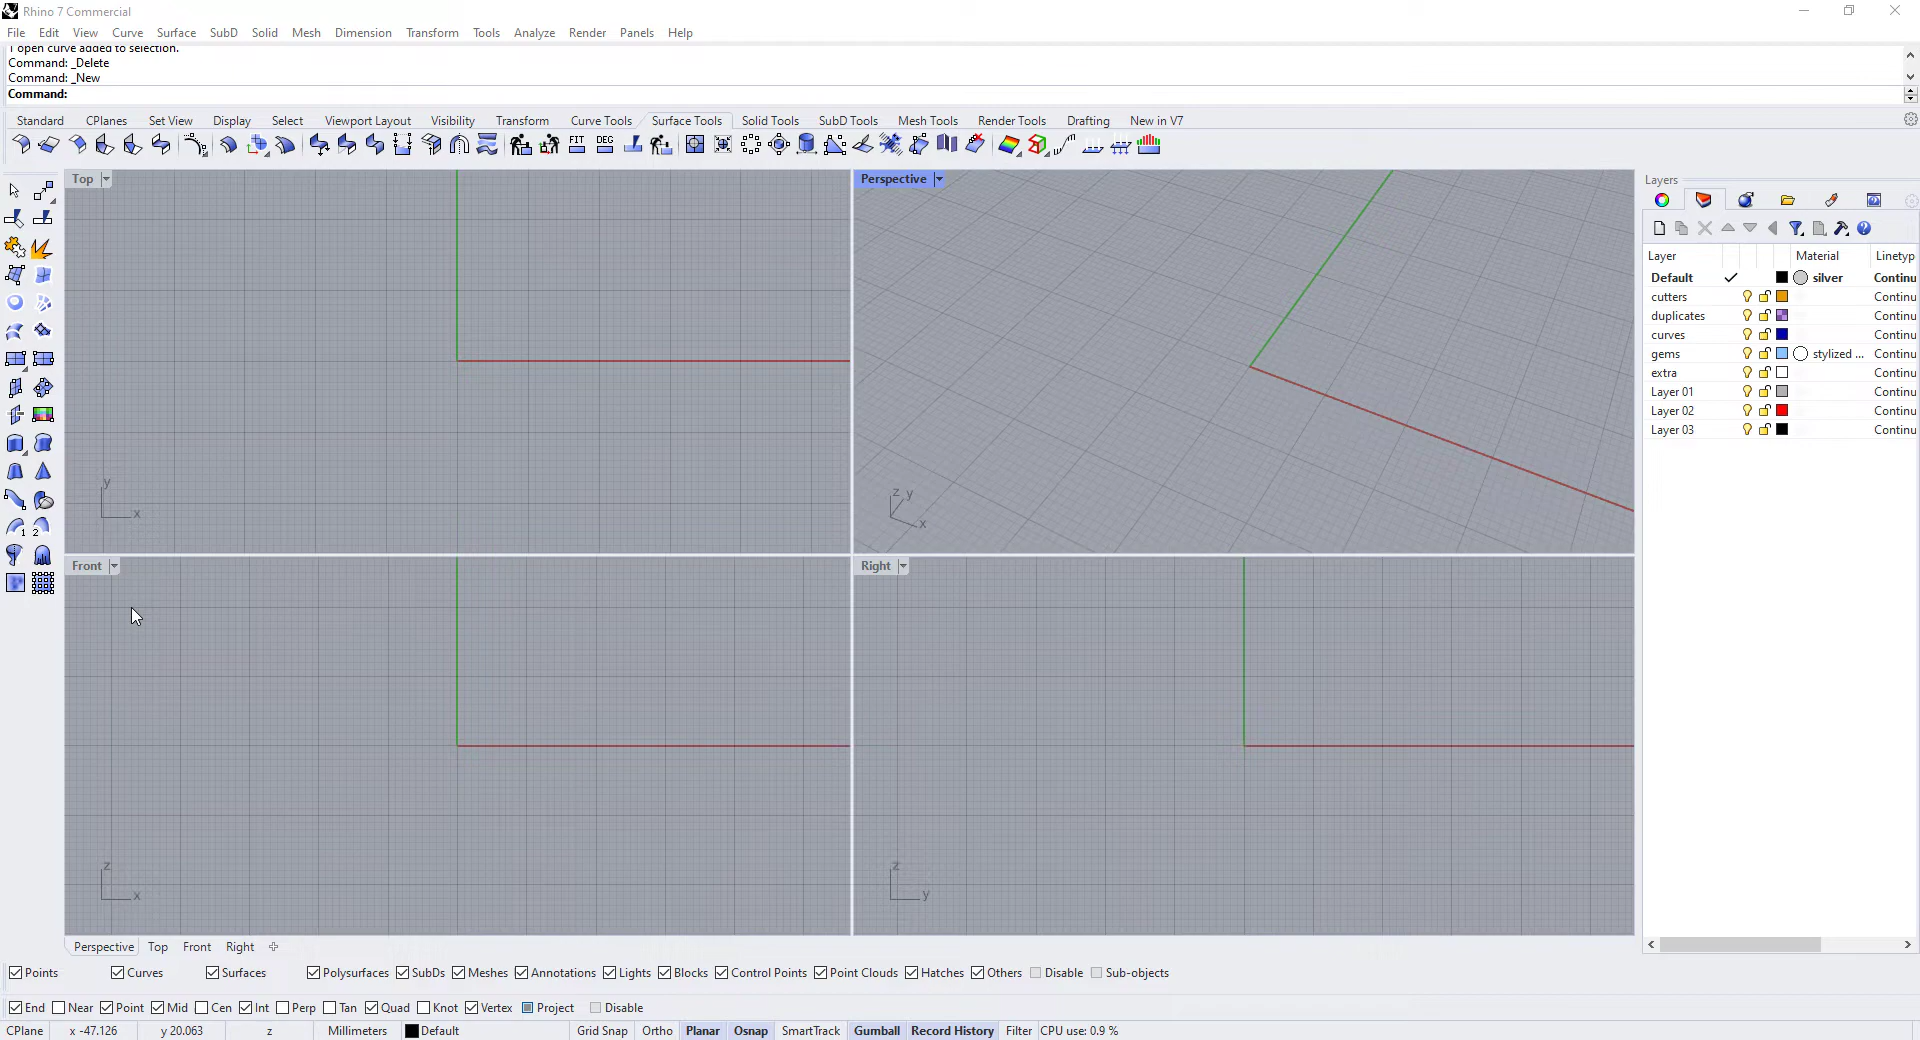 Rhino 7 Commercial
File Edit View Curve Surface SubD Solid Mesh Dimension Transform Tools Analyze Render Panels Help
1 open curve added to selection.
Command: _Delete
Command: _New
Command:
Standard CPlanes Set View Display Select Viewport Layout Visibility Transform Curve Tools Surface Tools Solid Tools SubD Tools Mesh Tools Render Tools Drafting New in V7
FIT DEG
Top Perspective
Layers
Layer Material Linetyp
Default silver Continu
cutters Continu
duplicates Continu
curves Continu
gems stylized ... Continu
extra Continu
Layer 01 Continu
Layer 02 Continu
Layer 03 Continu
y x
z y x
1 2
Front Right
z x
z y
Perspective Top Front Right
Points Curves Surfaces Polysurfaces SubDs Meshes Annotations Lights Blocks Control Points Point Clouds Hatches Others Disable Sub-objects
End Near Point Mid Cen Int Perp Tan Quad Knot Vertex Project Disable
CPlane x -47.126 y 20.063 z Millimeters Default Grid Snap Ortho Planar Osnap SmartTrack Gumball Record History Filter CPU use: 0.9 %